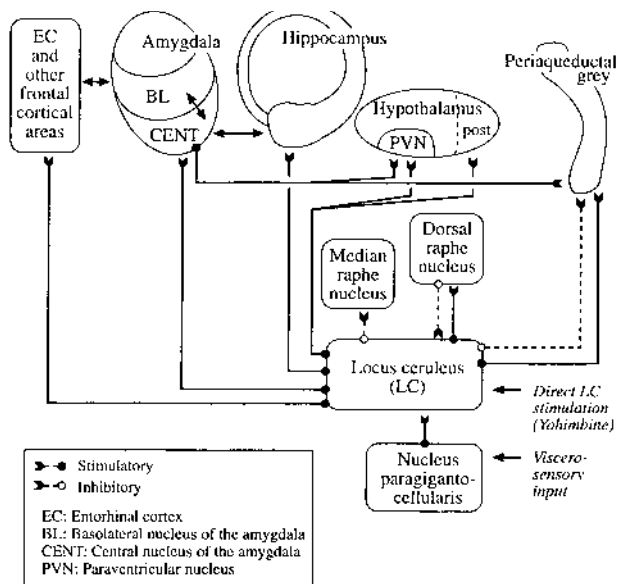 EC
and
other
frontal
cortical
areas
Amygdala
BL
CENT
Hippocampus
Hypothalamus
PVN
post
Periaqueductal
grey
Median
raphe
nucleus
Dorsal
raphe
nucleus
Locus ceruleus
(LC)
Direct LC
stimulation
(Yohimbine)
Nucleus
paraganto-
cellularis
Viscero-
sensory
input
Stimulatory
Inhibitory
EC: Entorhinal cortex
BL: Basolateral nucleus of the amygdala
CENT: Central nucleus of the amygdala
PVN: Paraventricular nucleus